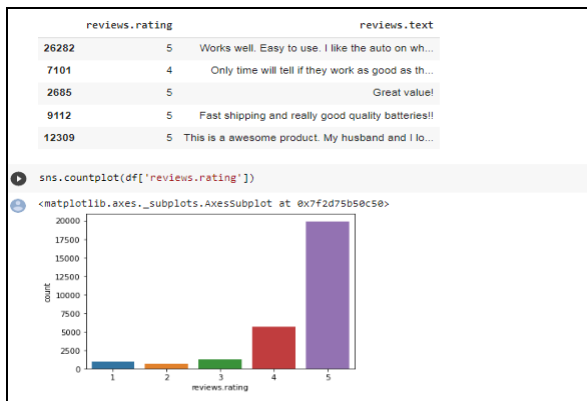 reviews.rating reviews.text
26282 5 Works well. Easy to use. I like the auto on wh...
7101 4 Only time will tell if they work as good as th...
2685 5 Great value!
9112 5 Fast shipping and really good quality batteries!!
12309 5 This is a awesome product. My husband and I lo...
sns.countplot(df['reviews.rating'])
<matplotlib.axes._subplots.AxesSubplot at 0x7f2d75b50c50>
20000
17500
15000
12500
10000
7500
5000
2500
0
count
1 2 3 4 5
reviews.rating